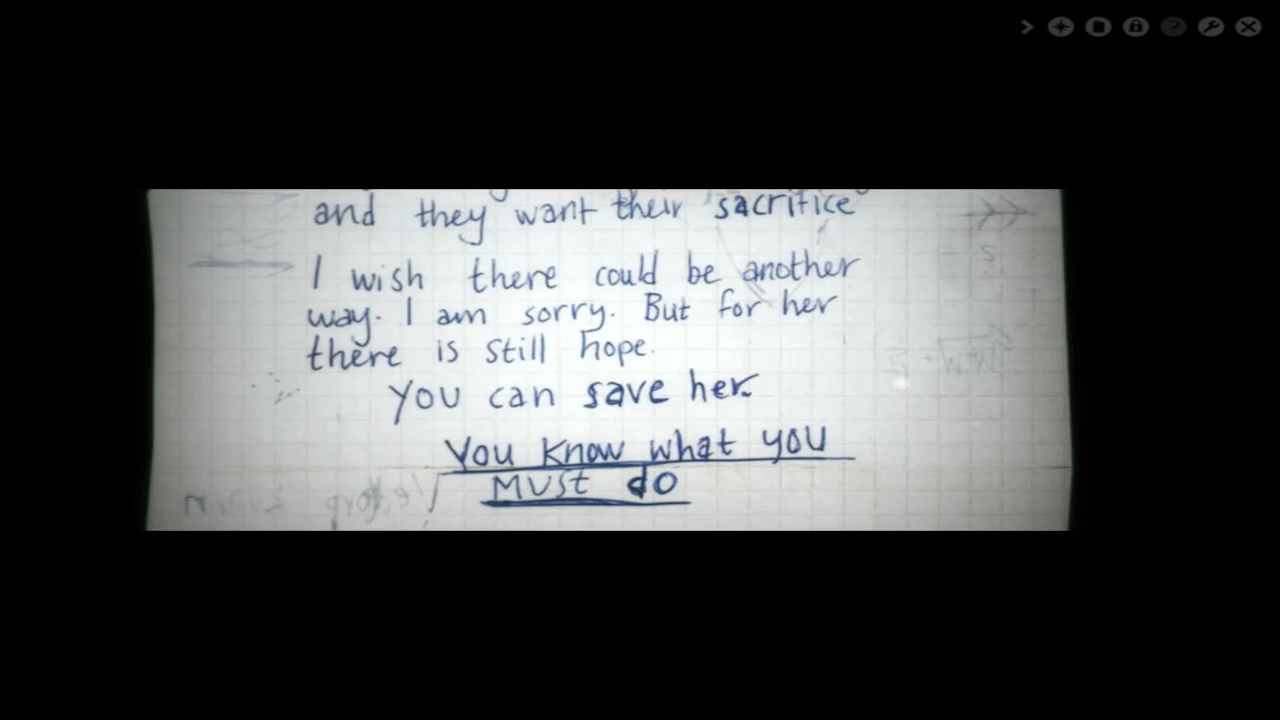 and they want their sacrifice
I wish there could be another
way. I am sorry. But for her
there is still hope.
You can save her.
You know what you
MUST do